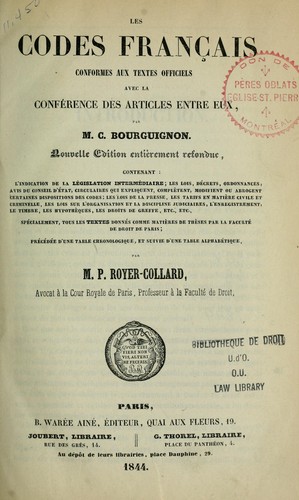 LES
CODES FRANÇAIS
CONFORMES AUX TEXTES OFFICIELS
AVEC LA
CONFÉRENCE DES ARTICLES ENTRE EUX,
PAR
M. C. BOURGUIGNON.
Nouvelle Edition entièrement refondue,
CONTENANT :
L'INDICATION DE LA LÉGISLATION INTERMÉDIAIRE; LES LOIS, DÉCRETS, ORDONNANCES,
AVIS DU CONSEIL D'ÉTAT, CIRCULAIRES QUI EXPLIQUENT, COMPLÈTENT, MODIFIENT OU ABROGENT
CERTAINES DISPOSITIONS DES CODES; LES LOIS DE LA PRESSE, LES TARIFS EN MATIÈRE CIVILE ET
CRIMINELLE, LES LOIS SUR L'ORGANISATION ET LA DISCIPLINE JUDICIAIRES, L'ENREGISTREMENT,
LE TIMBRE, LES HYPOTHÈQUES, LES DROITS DE GREFFE, ETC., ETC.,
SPÉCIALEMENT, TOUS LES TEXTES DONNÉS COMME MATIÈRES DE THÈSES PAR LA FACULTÉ
DE DROIT DE PARIS;
PRÉCÉDÉE D'UNE TABLE CHRONOLOGIQUE, ET SUIVIE D'UNE TABLE ALPHABÉTIQUE,
PAR
M. P. ROYER-COLLARD,
Avocat à la Cour Royale de Paris, Professeur à la Faculté de Droit,
PARIS,
B. WARÉE AINÉ, ÉDITEUR, QUAI AUX FLEURS, 19.
JOUBERT, LIBRAIRE,
RUE DES GRÈS, 14.
G. THOREL, LIBRAIRE,
PLACE DU PANTHÉON, 4.
Au dépôt de leurs librairies, place Dauphine, 29.
1844.
DON DE
PÈRES OBLATS
EGLISE-ST. PIERRE
MONTRÉAL
BIBLIOTHEQUE DE DROIT
U.d'O.
O.U.
LAW LIBRARY